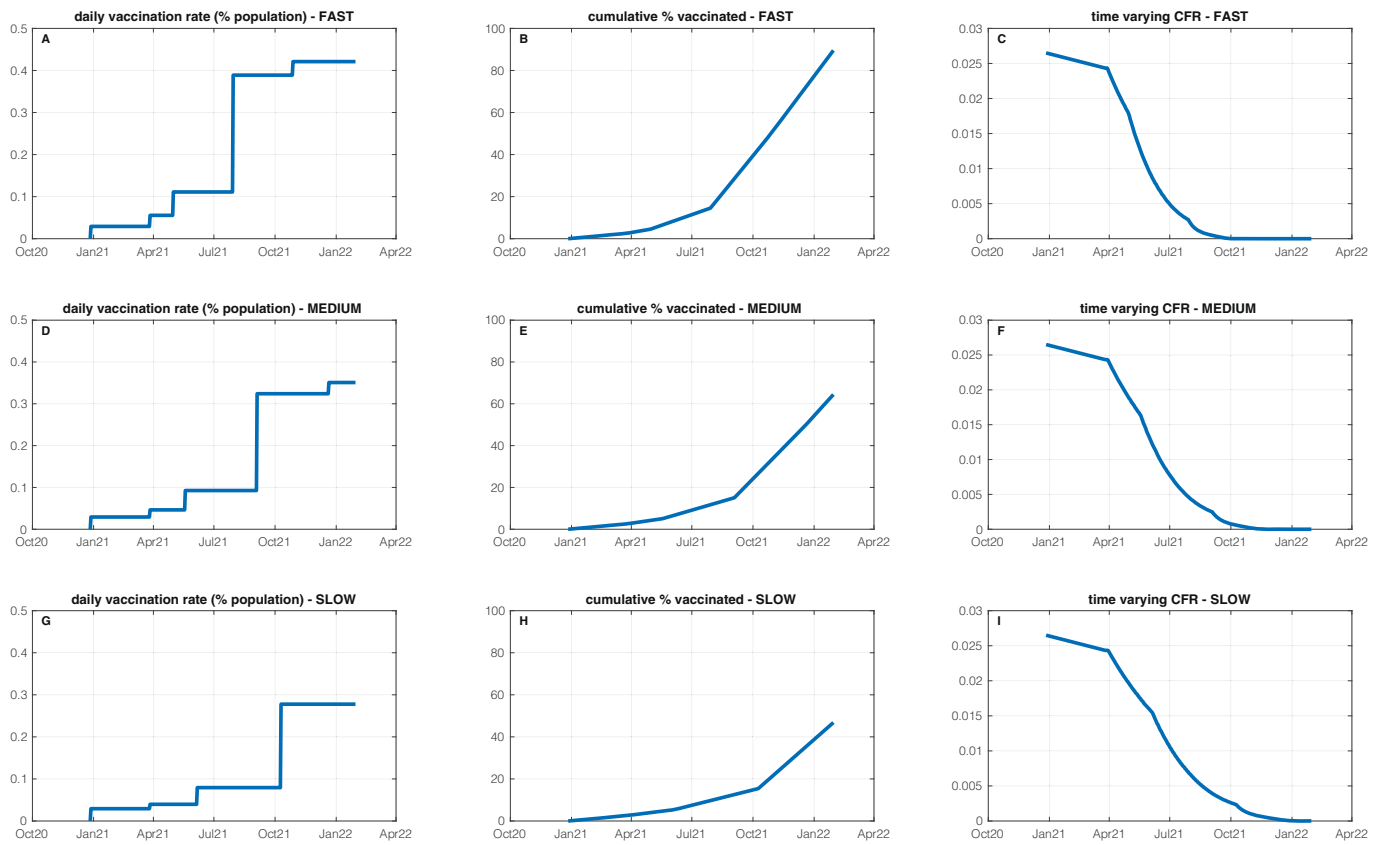 daily vaccination rate (% population) - FAST
A
0.5
0.4
0.3
0.2
0.1
0
Oct20 Jan21 Apr21 Jul21 Oct21 Jan22 Apr22
cumulative % vaccinated - FAST
B
100
80
60
40
20
0
Oct20 Jan21 Apr21 Jul21 Oct21 Jan22 Apr22
time varying CFR - FAST
C
0.03
0.025
0.02
0.015
0.01
0.005
0
Oct20 Jan21 Apr21 Jul21 Oct21 Jan22 Apr22
daily vaccination rate (% population) - MEDIUM
D
0.5
0.4
0.3
0.2
0.1
0
Oct20 Jan21 Apr21 Jul21 Oct21 Jan22 Apr22
cumulative % vaccinated - MEDIUM
E
100
80
60
40
20
0
Oct20 Jan21 Apr21 Jul21 Oct21 Jan22 Apr22
time varying CFR - MEDIUM
F
0.03
0.025
0.02
0.015
0.01
0.005
0
Oct20 Jan21 Apr21 Jul21 Oct21 Jan22 Apr22
daily vaccination rate (% population) - SLOW
G
0.5
0.4
0.3
0.2
0.1
0
Oct20 Jan21 Apr21 Jul21 Oct21 Jan22 Apr22
cumulative % vaccinated - SLOW
H
100
80
60
40
20
0
Oct20 Jan21 Apr21 Jul21 Oct21 Jan22 Apr22
time varying CFR - SLOW
I
0.03
0.025
0.02
0.015
0.01
0.005
0
Oct20 Jan21 Apr21 Jul21 Oct21 Jan22 Apr22